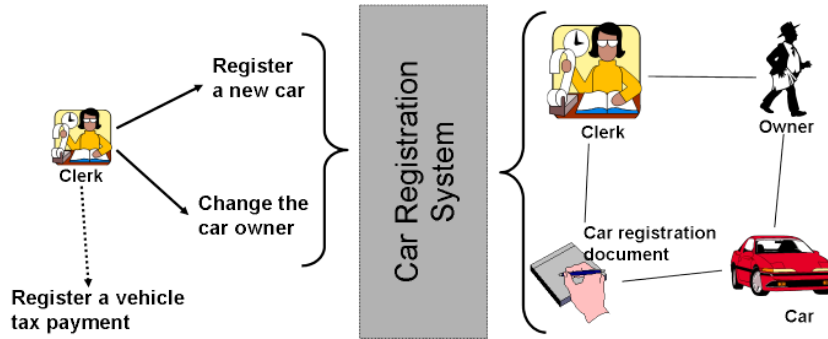 Register
a new car
Clerk
Change the
car owner
Register a vehicle
tax payment
Car Registration
System
Clerk
Owner
Car registration
document
Car